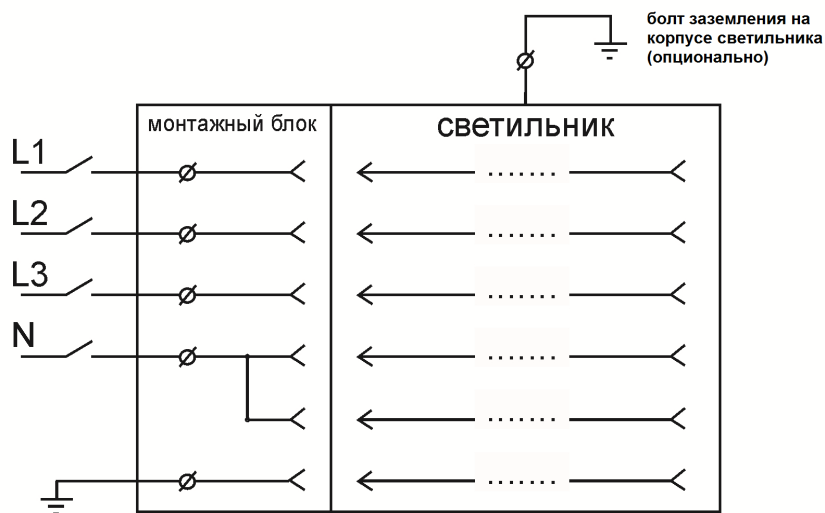 болт заземления на
корпусе светильника
(опционально)
монтажный блок
светильник
L1
L2
L3
N